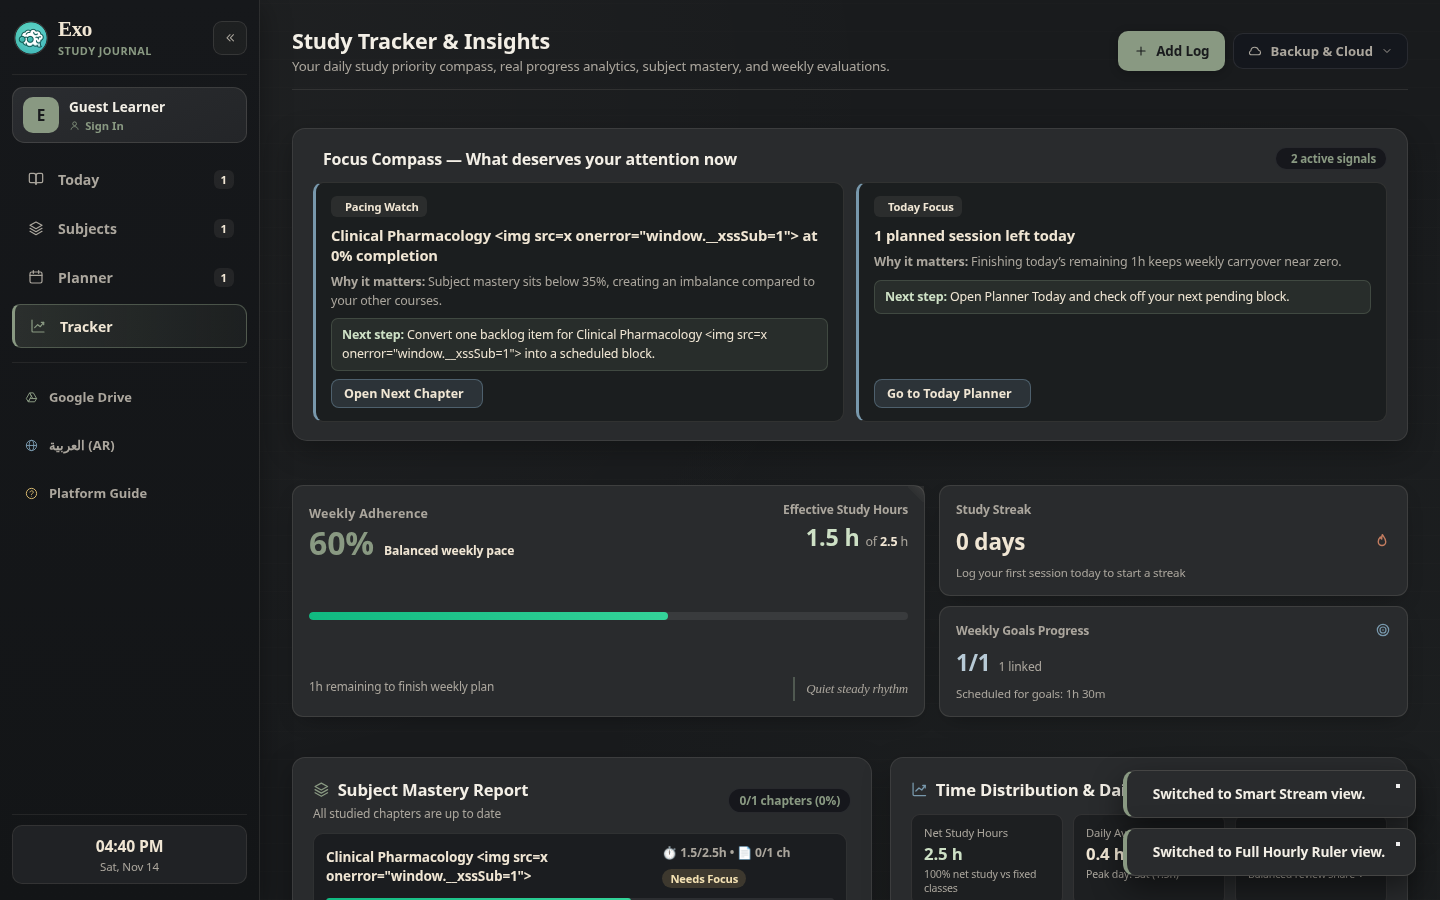 Exo
STUDY JOURNAL
E
Guest Learner
Sign In
Today 1
Subjects 1
Planner 1
Tracker
Google Drive
العربية (AR)
Platform Guide
04:40 PM
Sat, Nov 14
Study Tracker & Insights
Your daily study priority compass, real progress analytics, subject mastery, and weekly evaluations.
Add Log
Backup & Cloud
Focus Compass — What deserves your attention now
2 active signals
Pacing Watch
Clinical Pharmacology <img src=x onerror="window.__xssSub=1"> at
0% completion
Why it matters: Subject mastery sits below 35%, creating an imbalance compared to
your other courses.
Next step: Convert one backlog item for Clinical Pharmacology <img src=x
onerror="window.__xssSub=1"> into a scheduled block.
Open Next Chapter
Today Focus
1 planned session left today
Why it matters: Finishing today's remaining 1h keeps weekly carryover near zero.
Next step: Open Planner Today and check off your next pending block.
Go to Today Planner
Weekly Adherence
60% Balanced weekly pace
Effective Study Hours
1.5 h of 2.5 h
1h remaining to finish weekly plan
Quiet steady rhythm
Study Streak
0 days
Log your first session today to start a streak
Weekly Goals Progress
1/1 1 linked
Scheduled for goals: 1h 30m
Subject Mastery Report
All studied chapters are up to date
0/1 chapters (0%)
Clinical Pharmacology <img src=x
onerror="window.__xssSub=1">
1.5/2.5h • 0/1 ch
Needs Focus
Time Distribution &
Net Study Hours
2.5 h
100% net study vs fixed
classes
Daily
0.4 h
Peak day: Sat (1.5h)
Balanced review share
Switched to Smart Stream view.
Switched to Full Hourly Ruler view.